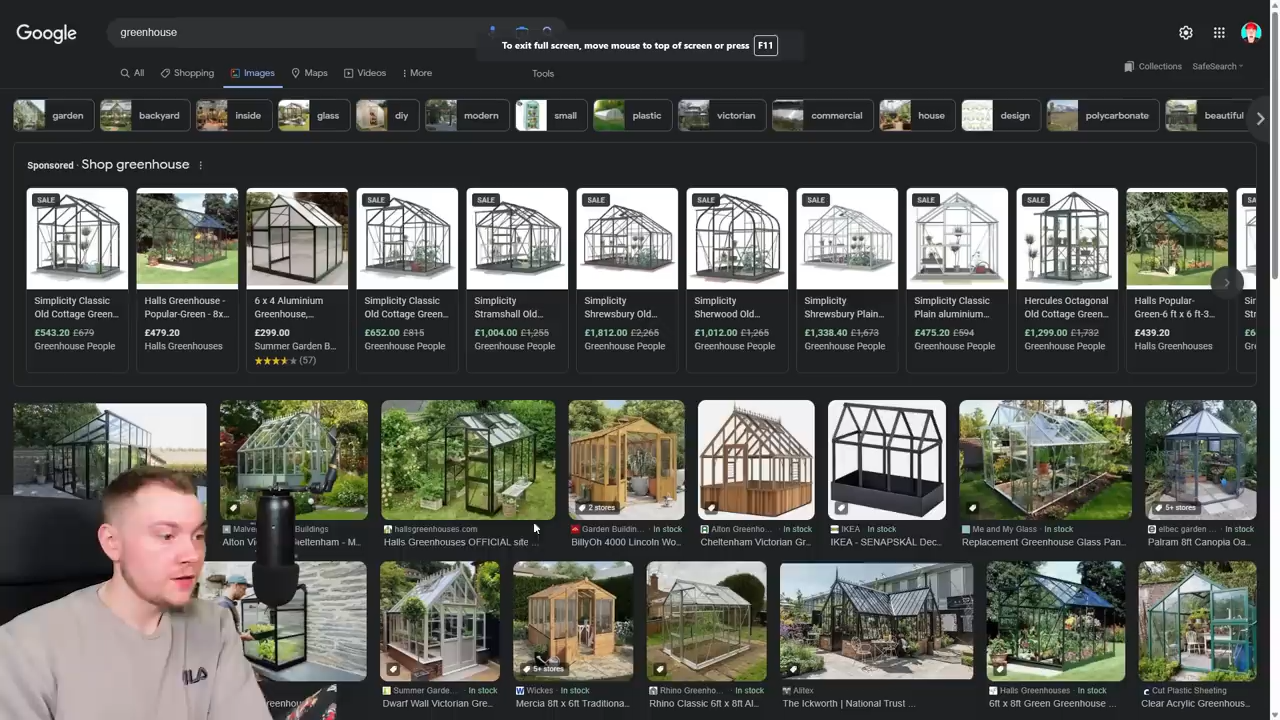 Google
greenhouse
To exit full screen, move mouse to top of screen or press F11
All Shopping Images Maps Videos More
Tools
Collections SafeSearch
garden backyard inside glass diy modern small plastic victorian commercial house design polycarbonate beautiful
Sponsored · Shop greenhouse
SALE
Simplicity Classic
Old Cottage Green...
£543.20 £679
Greenhouse People
Halls Greenhouse -
Popular-Green - 8x...
£479.20
Halls Greenhouses
6 x 4 Aluminium
Greenhouse,...
£299.00
Summer Garden B...
(57)
SALE
Simplicity Classic
Old Cottage Green...
£652.00 £815
Greenhouse People
SALE
Simplicity
Stramshall Old...
£1,004.00 £1,255
Greenhouse People
SALE
Simplicity
Shrewsbury Old...
£1,812.00 £2,265
Greenhouse People
SALE
Simplicity
Sherwood Old...
£1,012.00 £1,265
Greenhouse People
SALE
Simplicity
Shrewsbury Plain...
£1,338.40 £1,673
Greenhouse People
SALE
Simplicity Classic
Plain aluminium...
£475.20 £594
Greenhouse People
SALE
Hercules Octagonal
Old Cottage Green...
£1,299.00 £1,732
Greenhouse People
Halls Popular-
Green-6 ft x 6 ft-3...
£439.20
Halls Greenhouses
Buildings
Alton Vi
eltenham - M...
hallsgreenhouses.com
Halls Greenhouses OFFICIAL site ...
2 stores
Garden Buildin... · In stock
BillyOh 4000 Lincoln Wo...
Alton Greenho... · In stock
Cheltenham Victorian Gr...
IKEA · In stock
IKEA - SENAPSKÅL Dec...
Me and My Glass · In stock
Replacement Greenhouse Glass Pan...
5+ stores
elbec garden ... · In stock
Palram 8ft Canopia Oa...
Summer Garde... · In stock
Dwarf Wall Victorian Gre...
5+ stores
Wickes · In stock
Mercia 8ft x 6ft Traditiona...
Rhino Greenho... · In stock
Rhino Classic 6ft x 8ft Al...
Alitex
The Ickworth | National Trust ...
Halls Greenhouses · In stock
6ft x 8ft Green Greenhouse ...
Cut Plastic Sheeting
Clear Acrylic Greenhous...